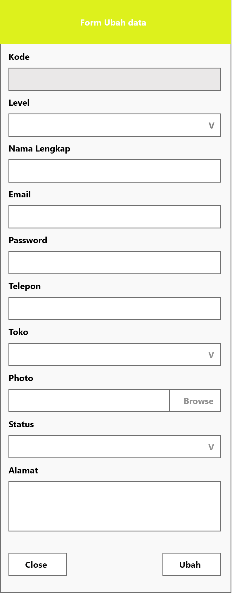 Form Ubah data
Kode
Level
V
Nama Lengkap
Email
Password
Telepon
Toko
V
Photo
Browse
Status
V
Alamat
Close
Ubah